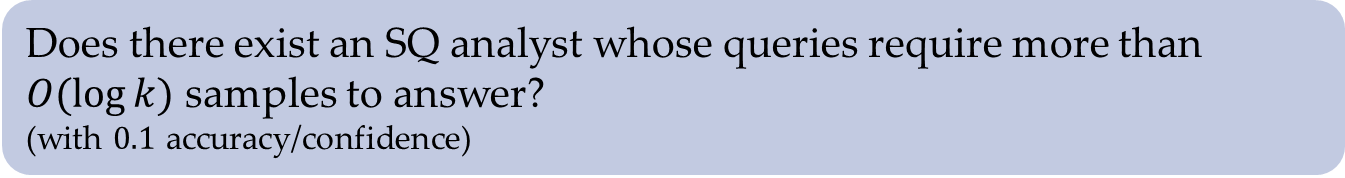 Does there exist an SQ analyst whose queries require more than
O(log k) samples to answer?
(with 0.1 accuracy/confidence)